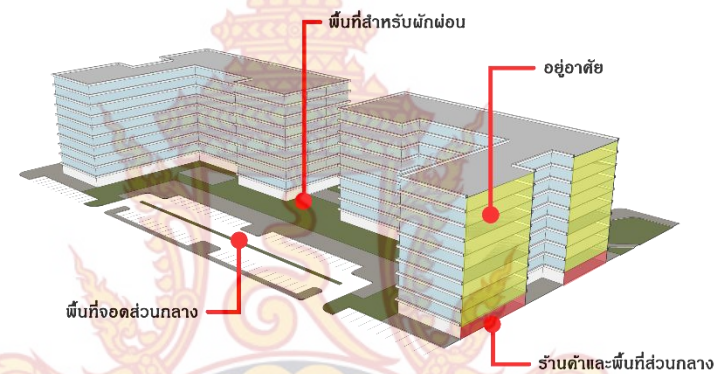 พื้นที่สำหรับผักผ่อน
อยู่อาศัย
พื้นที่จอดส่วนกลาง
ร้านค้าและพื้นที่ส่วนกลาง